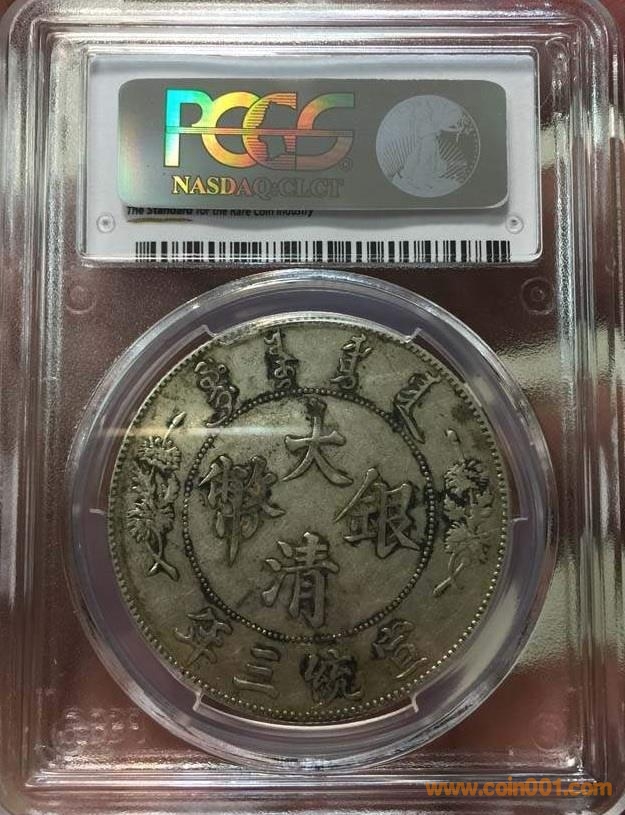 PCGS
NASDAQ:CLCT
The Standard for the Rare Coin Industry
大清銀幣
宣統三年
www.coin001.com